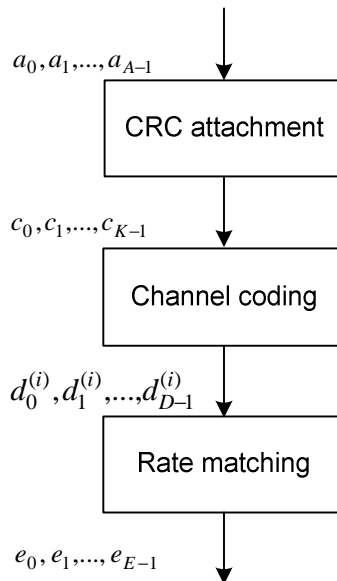 a_0, a_1,..., a_{A-1}
CRC attachment
c_0, c_1,..., c_{K-1}
Channel coding
d_0^{(i)}, d_1^{(i)},..., d_{D-1}^{(i)}
Rate matching
e_0, e_1,..., e_{E-1}